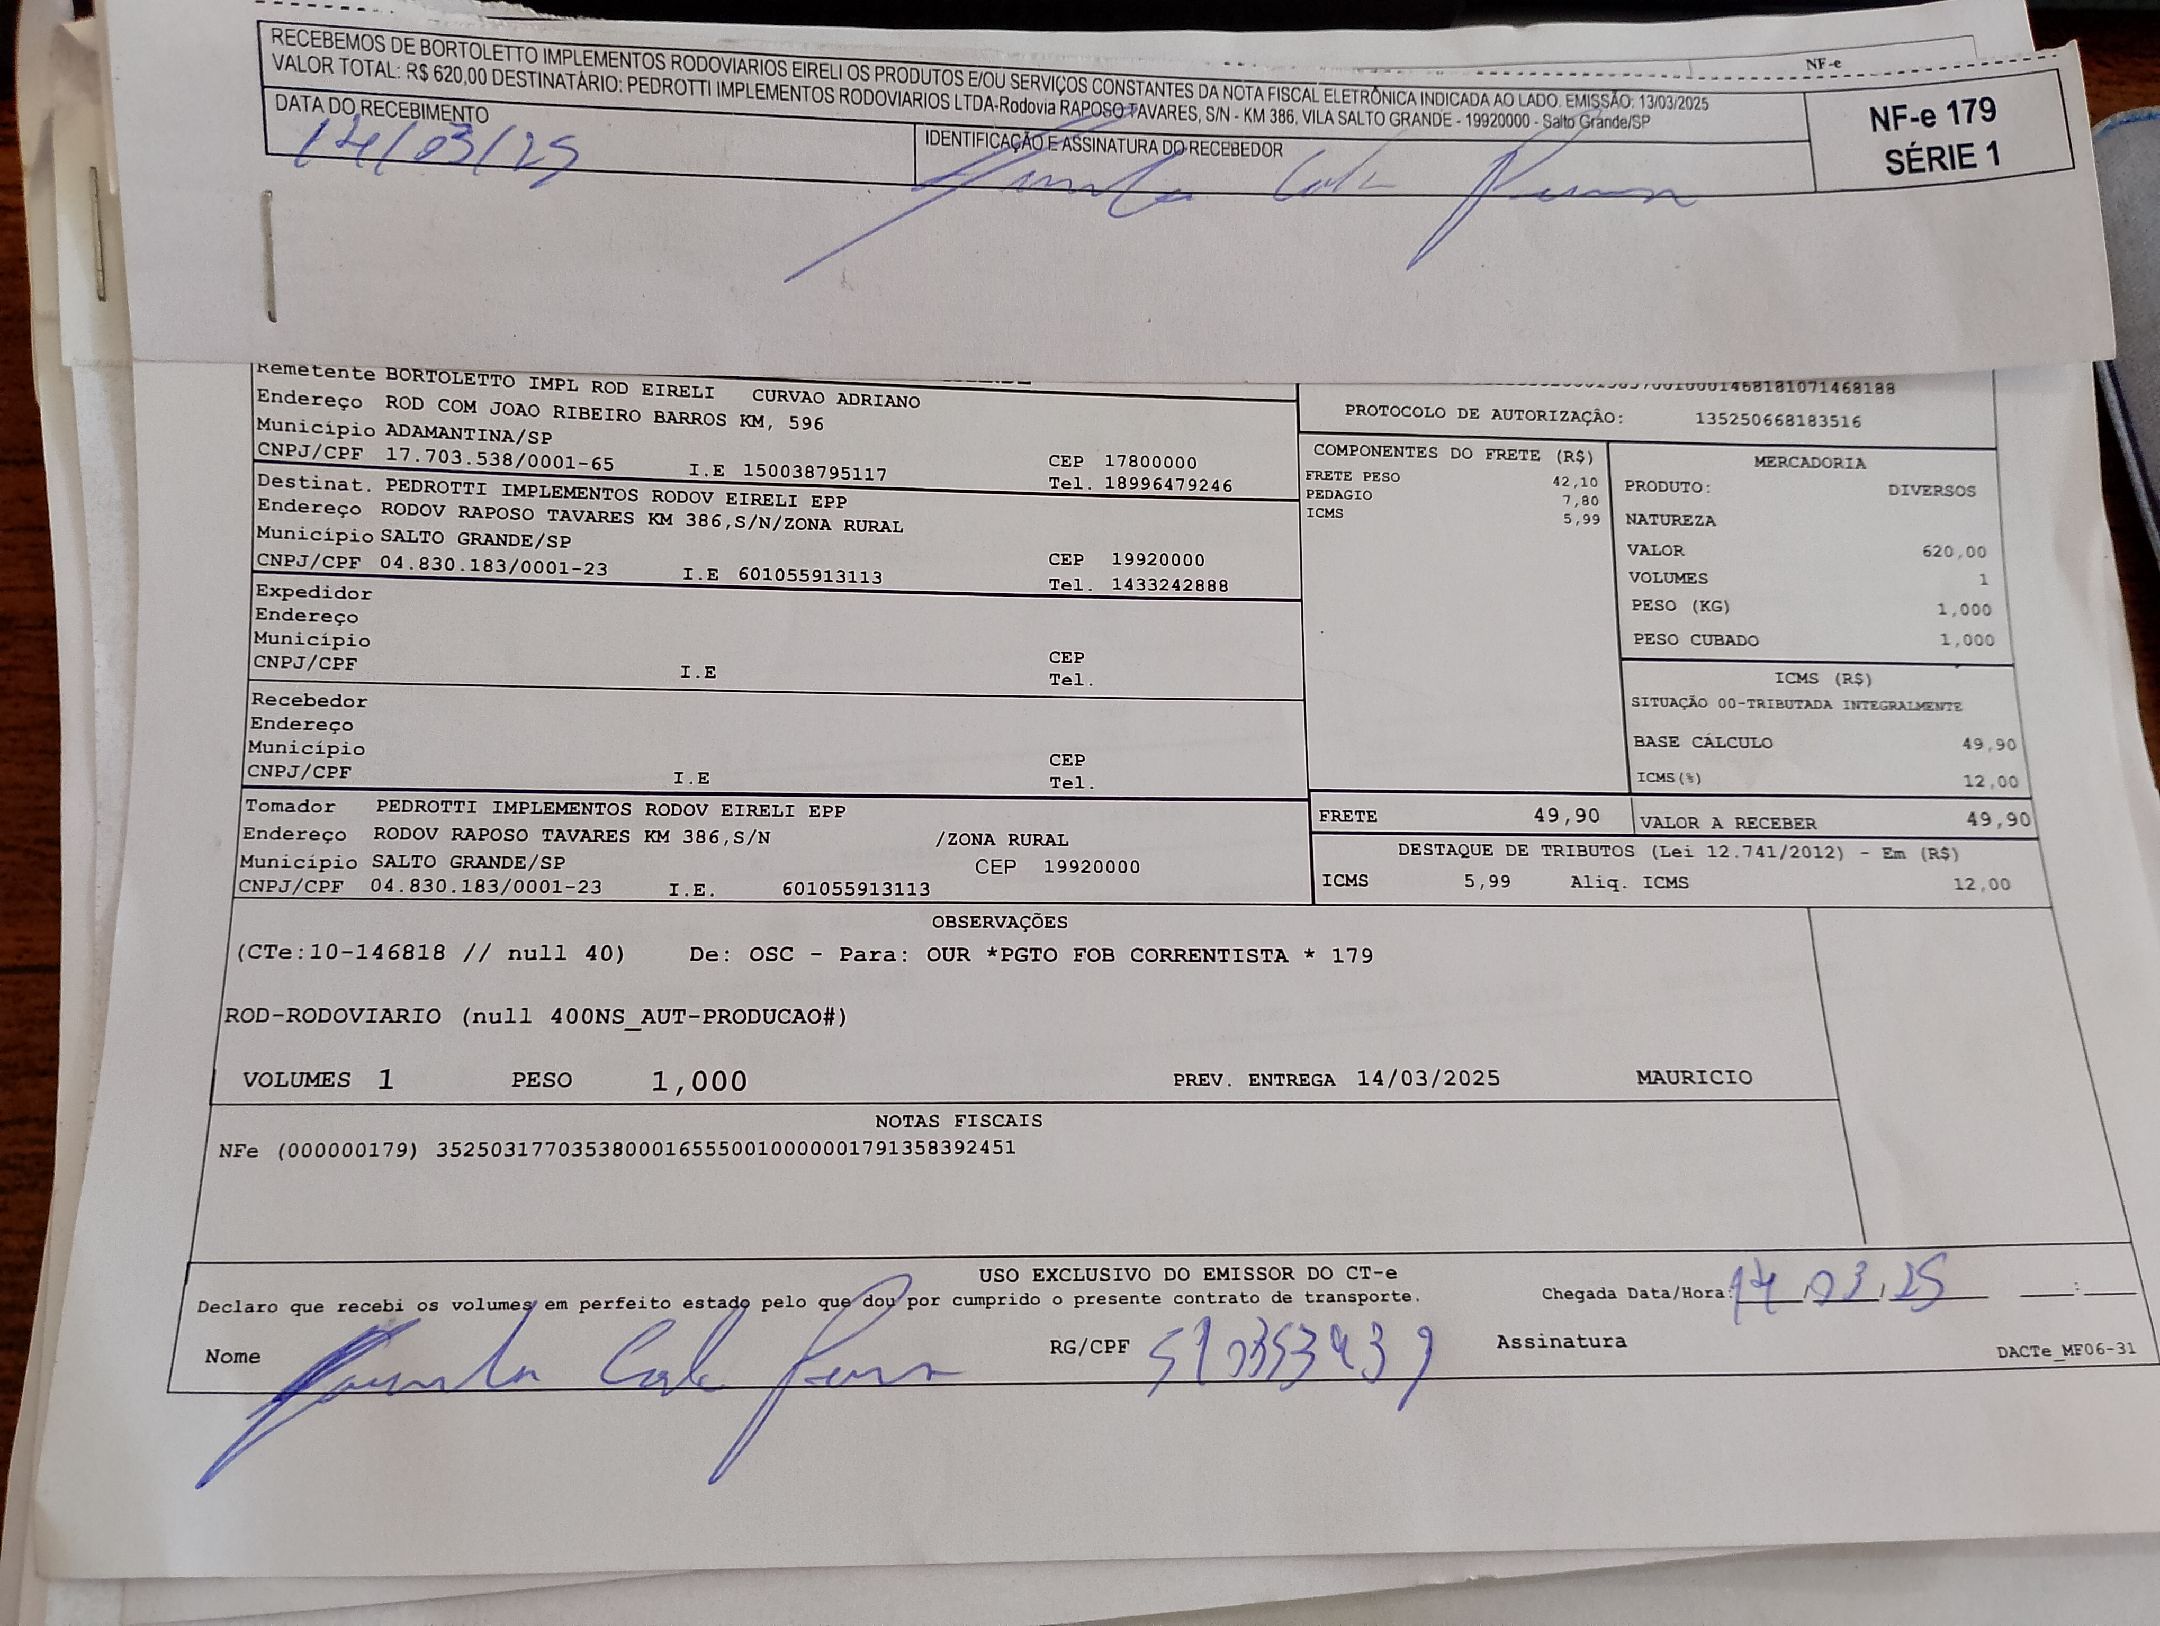 NF-e
RECEBEMOS DE BORTOLETTO IMPLEMENTOS RODOVIARIOS EIRELI OS PRODUTOS E/OU SERVIÇOS CONSTANTES DA NOTA FISCAL ELETRÔNICA INDICADA AO LADO. EMISSÃO: 13/03/2025
VALOR TOTAL: R$ 620,00 DESTINATÁRIO: PEDROTTI IMPLEMENTOS RODOVIARIOS LTDA-Rodovia RAPOSO TAVARES, S/N - KM 386, VILA SALTO GRANDE - 19920000 - Salto Grande/SP
NF-e 179
SÉRIE 1
DATA DO RECEBIMENTO
14/03/25
IDENTIFICAÇÃO E ASSINATURA DO RECEBEDOR
Remetente BORTOLETTO IMPL ROD EIRELI CURVAO ADRIANO
Endereço ROD COM JOAO RIBEIRO BARROS KM, 596
Município ADAMANTINA/SP
CNPJ/CPF 17.703.538/0001-65 I.E 150038795117 CEP 17800000
Tel. 18996479246
Destinat. PEDROTTI IMPLEMENTOS RODOV EIRELI EPP
Endereço RODOV RAPOSO TAVARES KM 386,S/N/ZONA RURAL
Município SALTO GRANDE/SP
CEP 19920000
CNPJ/CPF 04.830.183/0001-23 I.E 601055913113 Tel. 1433242888
Expedidor
Endereço
Município
CEP
CNPJ/CPF I.E Tel.
Recebedor
Endereço
Município
CEP
CNPJ/CPF I.E Tel.
Tomador PEDROTTI IMPLEMENTOS RODOV EIRELI EPP
Endereço RODOV RAPOSO TAVARES KM 386,S/N /ZONA RURAL
Município SALTO GRANDE/SP CEP 19920000
CNPJ/CPF 04.830.183/0001-23 I.E. 601055913113
PROTOCOLO DE AUTORIZAÇÃO: 135250668183516
COMPONENTES DO FRETE (R$)
FRETE PESO 42,10
PEDAGIO 7,80
ICMS 5,99
MERCADORIA
PRODUTO: DIVERSOS
NATUREZA
VALOR 620,00
VOLUMES 1
PESO (KG) 1,000
PESO CUBADO 1,000
ICMS (R$)
SITUAÇÃO 00-TRIBUTADA INTEGRALMENTE
BASE CÁLCULO 49,90
ICMS(%) 12,00
FRETE 49,90 VALOR A RECEBER 49,90
DESTAQUE DE TRIBUTOS (Lei 12.741/2012) - Em (R$)
ICMS 5,99 Aliq. ICMS 12,00
OBSERVAÇÕES
(CTe:10-146818 // null 40) De: OSC - Para: OUR *PGTO FOB CORRENTISTA * 179
ROD-RODOVIARIO (null 400NS_AUT-PRODUCAO#)
VOLUMES 1 PESO 1,000 PREV. ENTREGA 14/03/2025 MAURICIO
NOTAS FISCAIS
NFe (000000179) 35250317703538000165550010000001791358392451
USO EXCLUSIVO DO EMISSOR DO CT-e
Declaro que recebi os volumes em perfeito estado pelo que dou por cumprido o presente contrato de transporte. Chegada Data/Hora: 14/03/25 :
Nome RG/CPF Assinatura
DACTe_MF06-31